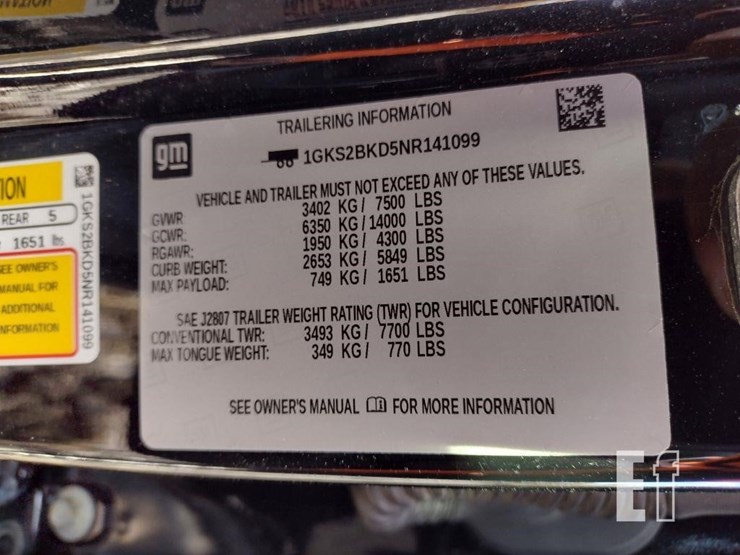 ION
REAR 5
1651 lbs
SEE OWNER'S
MANUAL FOR
ADDITIONAL
INFORMATION
1GKS2BKD5NR141099
gm
TRAILERING INFORMATION
1GKS2BKD5NR141099
VEHICLE AND TRAILER MUST NOT EXCEED ANY OF THESE VALUES.
GVWR 3402 KG/ 7500 LBS
GCWR: 6350 KG/ 14000 LBS
RGAWR: 1950 KG/ 4300 LBS
CURB WEIGHT: 2653 KG/ 5849 LBS
MAX PAYLOAD: 749 KG/ 1651 LBS
SAE J2807 TRAILER WEIGHT RATING (TWR) FOR VEHICLE CONFIGURATION.
CONVENTIONAL TWR: 3493 KG/ 7700 LBS
MAX TONGUE WEIGHT: 349 KG/ 770 LBS
SEE OWNER'S MANUAL FOR MORE INFORMATION
Ef